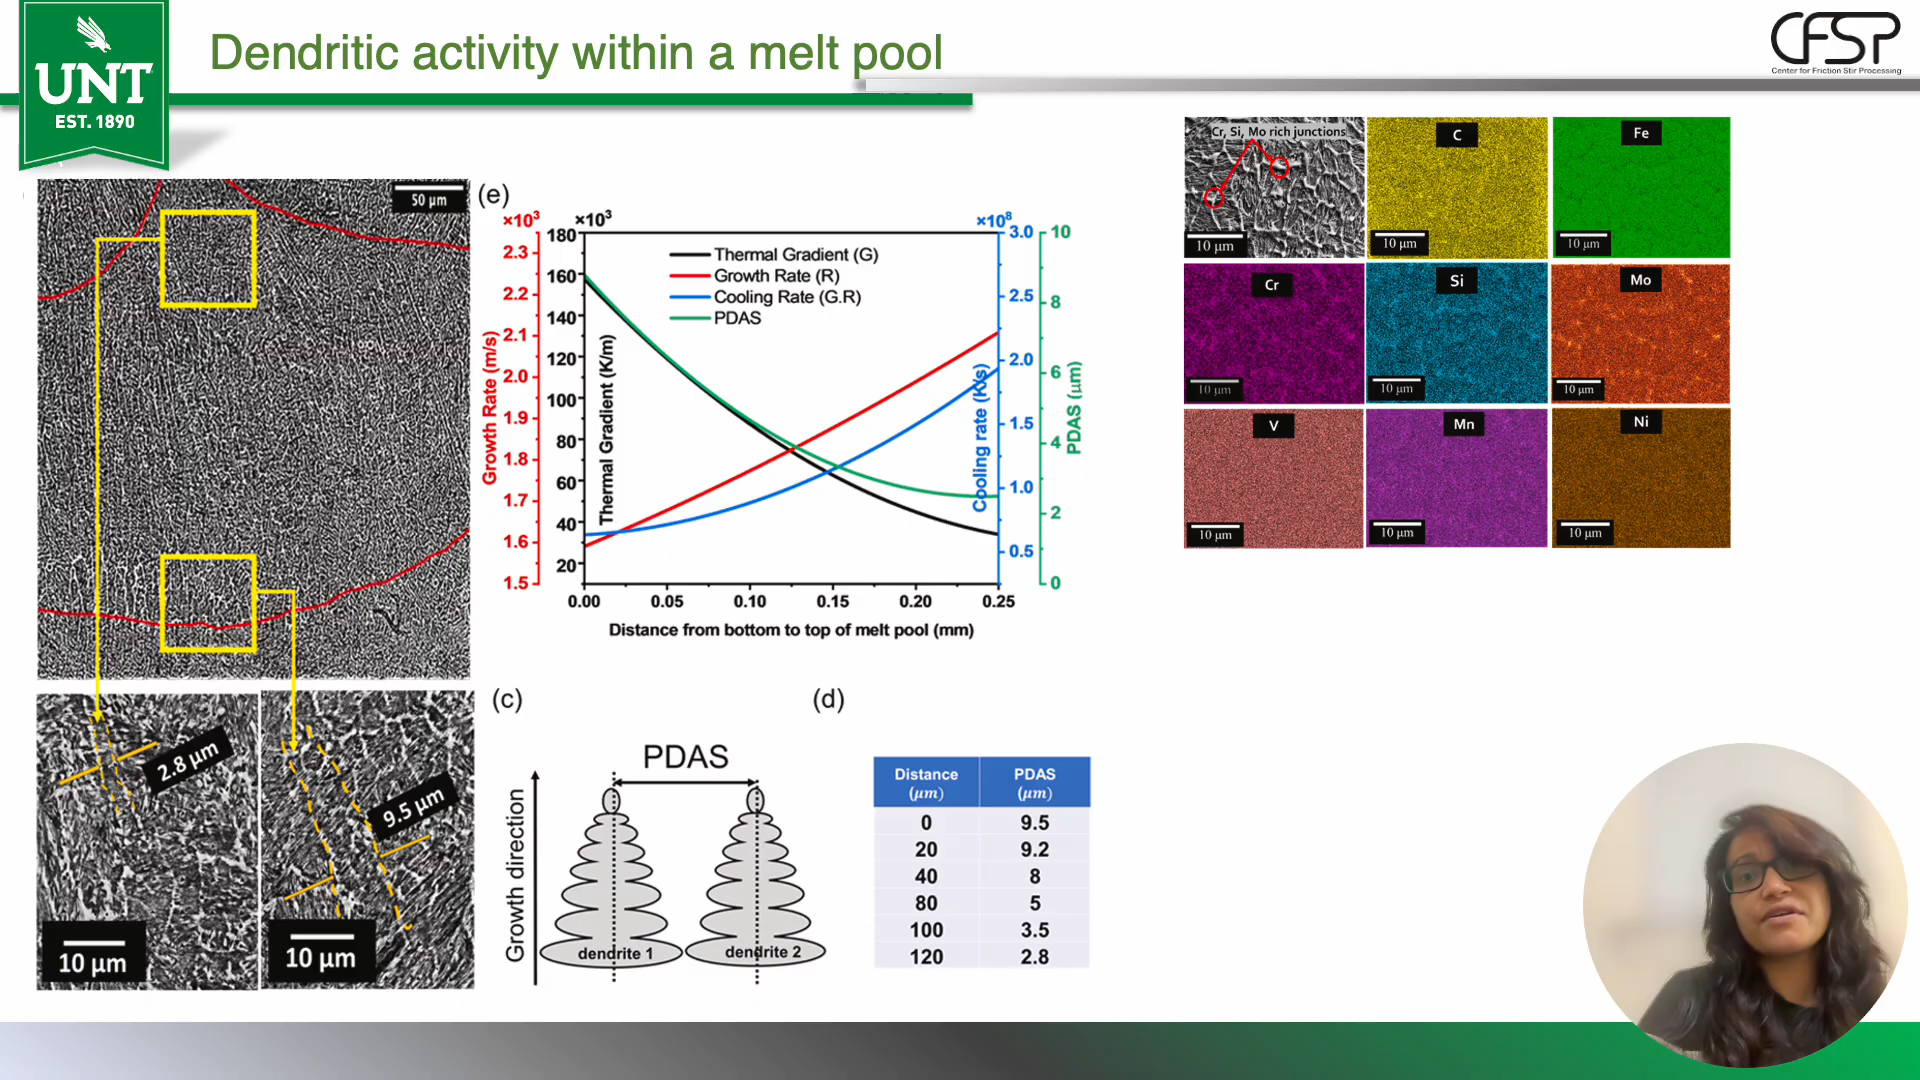 UNT
EST. 1890
Dendritic activity within a melt pool
CFSP
Center for Friction Stir Processing
50 μm
2.8 μm
10 μm
9.5 μm
10 μm
(e)
×10³
×10³
×10⁸
Growth Rate (m/s)
2.3
2.2
2.1
2.0
1.9
1.8
1.7
1.6
1.5
Thermal Gradient (K/m)
180
160
140
120
100
80
60
40
20
Thermal Gradient (G)
Growth Rate (R)
Cooling Rate (G.R)
PDAS
Cooling rate (K/s)
3.0
2.5
2.0
1.5
1.0
0.5
PDAS (μm)
10
8
6
4
2
0
0.00 0.05 0.10 0.15 0.20 0.25
Distance from bottom to top of melt pool (mm)
(c)
PDAS
Growth direction
dendrite 1
dendrite 2
(d)
Distance (μm) PDAS (μm)
0 9.5
20 9.2
40 8
80 5
100 3.5
120 2.8
Cr, Si, Mo rich junctions
10 μm
C
10 μm
Fe
10 μm
Cr
10 μm
Si
10 μm
Mo
10 μm
V
10 μm
Mn
10 μm
Ni
10 μm